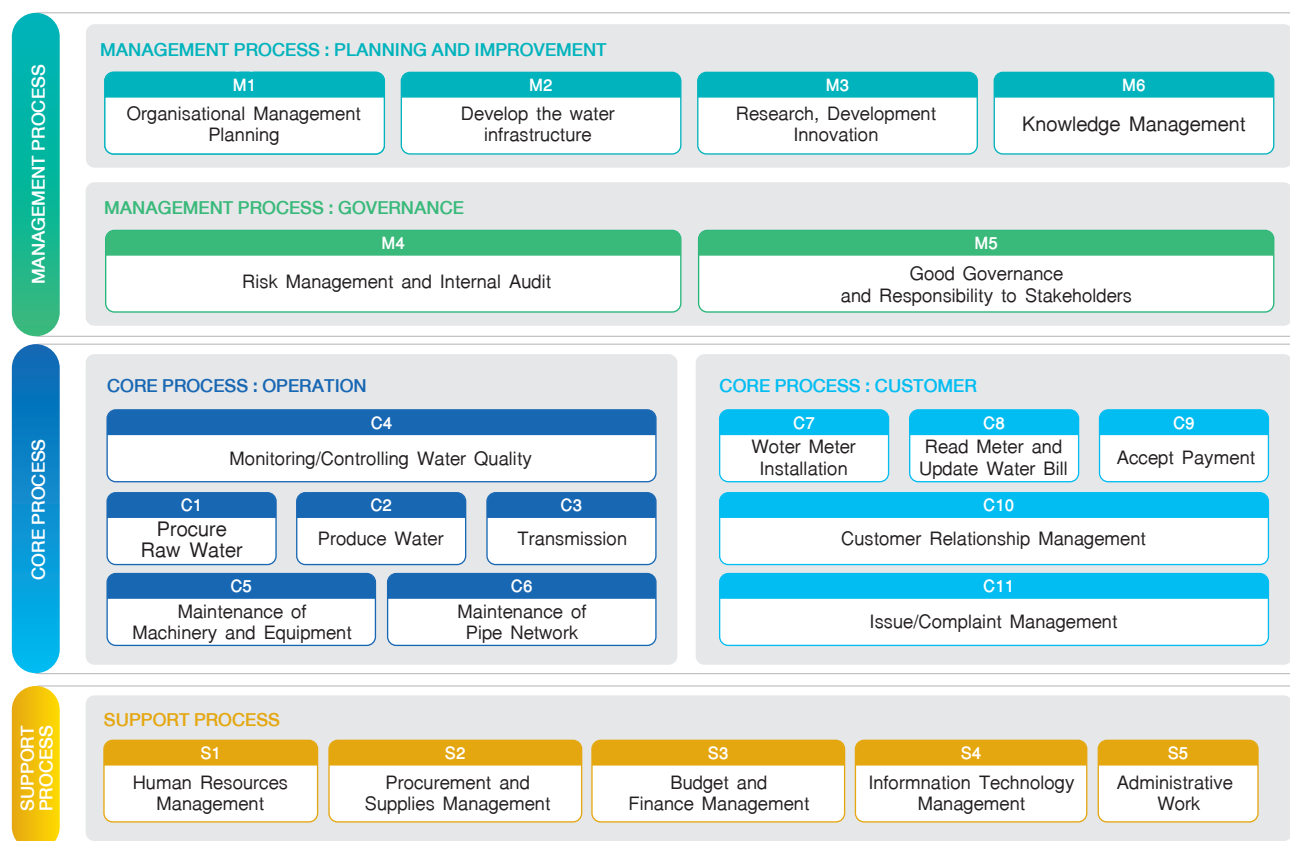 MANAGEMENT PROCESS
MANAGEMENT PROCESS : PLANNING AND IMPROVEMENT
M1
Organisational Management
Planning
M2
Develop the water
infrastructure
M3
Research, Development
Innovation
M6
Knowledge Management
MANAGEMENT PROCESS : GOVERNANCE
M4
Risk Management and Internal Audit
M5
Good Governance
and Responsibility to Stakeholders
CORE PROCESS
CORE PROCESS : OPERATION
C4
Monitoring/Controlling Water Quality
C1
Procure
Raw Water
C2
Produce Water
C3
Transmission
C5
Maintenance of
Machinery and Equipment
C6
Maintenance of
Pipe Network
CORE PROCESS : CUSTOMER
C7
Woter Meter
Installation
C8
Read Meter and
Update Water Bill
C9
Accept Payment
C10
Customer Relationship Management
C11
Issue/Complaint Management
SUPPORT
PROCESS
SUPPORT PROCESS
S1
Human Resources
Management
S2
Procurement and
Supplies Management
S3
Budget and
Finance Management
S4
Informnation Technology
Management
S5
Administrative
Work